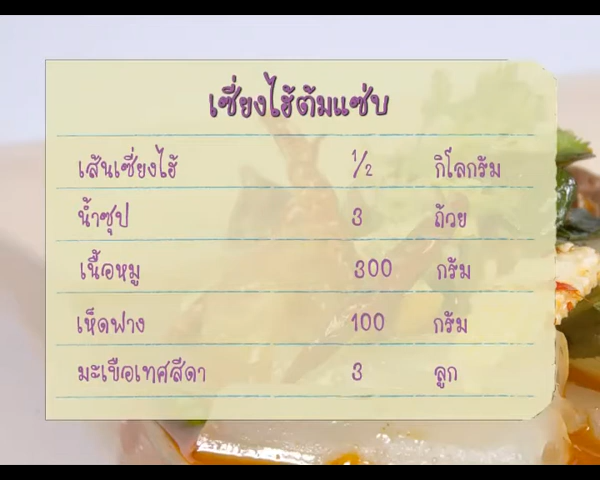 เซี่ยงไฮ้ต้มแซ่บ
เส้นเซี่ยงไฮ้ ½ กิโลกรัม
น้ำซุป 3 ถ้วย
เนื้อหมู 300 กรัม
เห็ดฟาง 100 กรัม
มะเขือเทศสีดา 3 ลูก